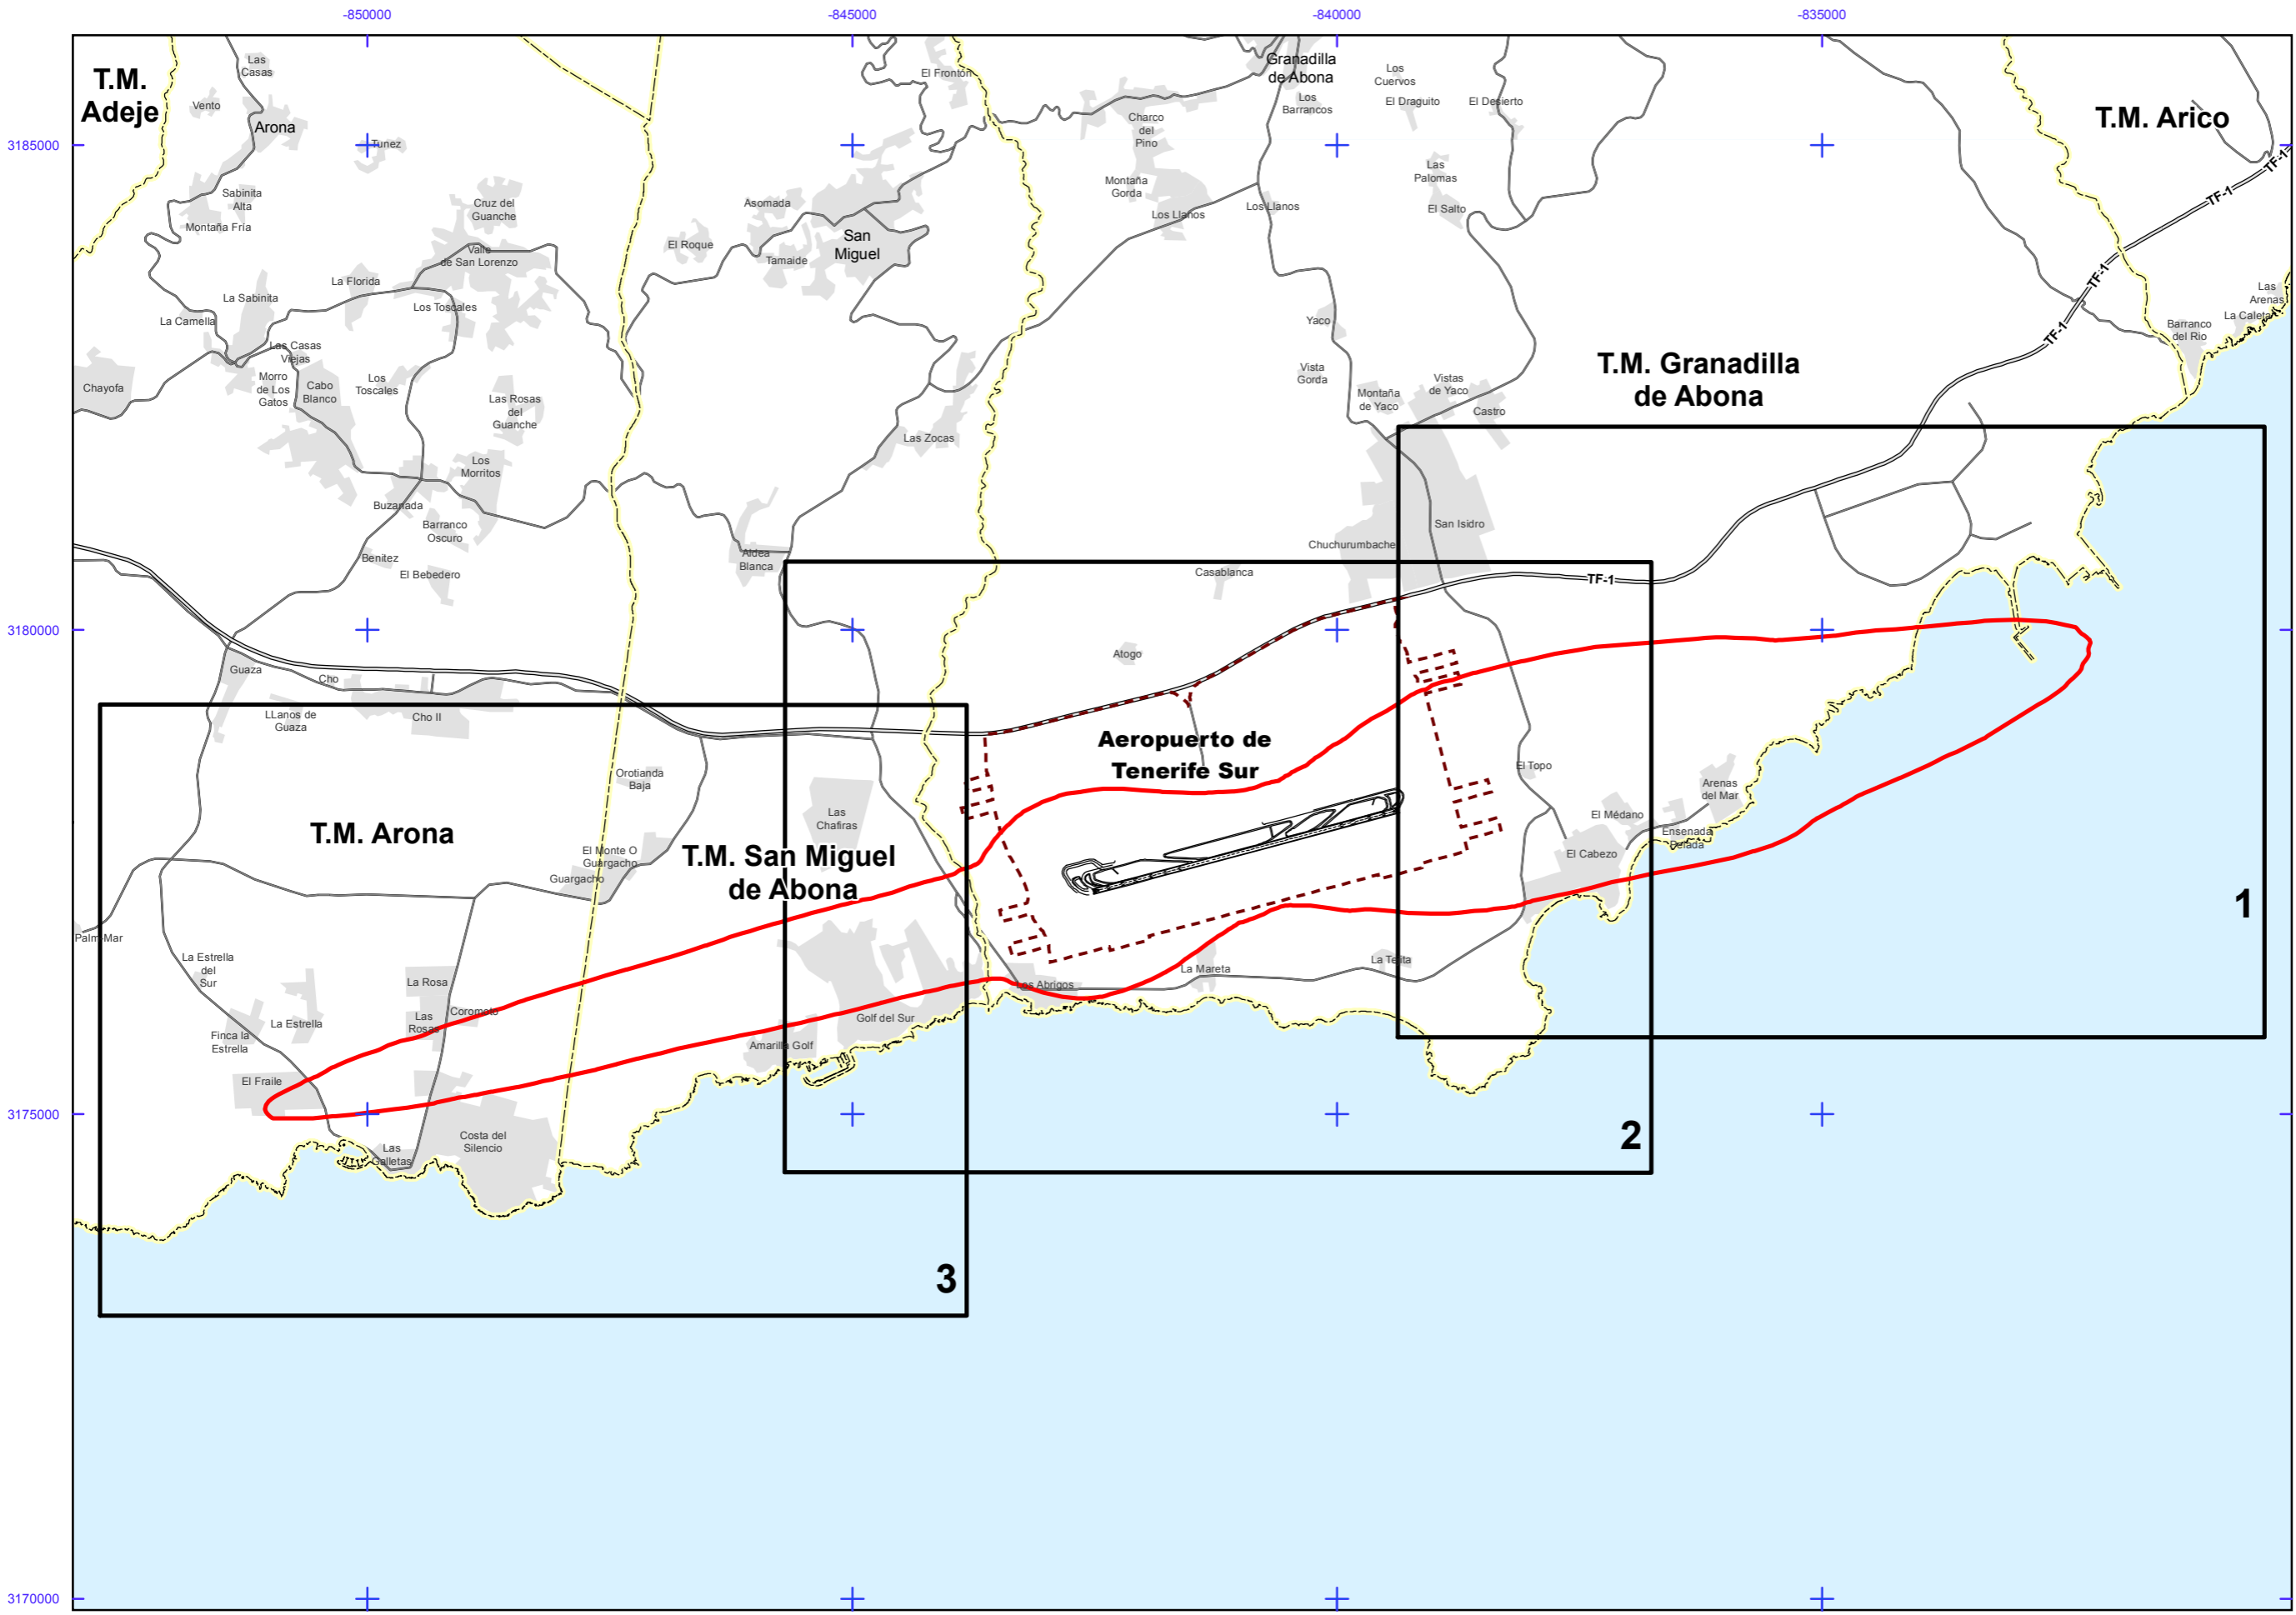 -850000
-845000
-840000
-835000
3185000
3180000
3175000
3170000
T.M.
Adeje
Las
Casas
Vento
Arona
Tunez
Sabinita
Alta
Montaña Fría
Cruz del
Guanche
Valle
de San Lorenzo
La Florida
Los Toscales
La Sabinita
La Camella
Las Casas
Viejas
Morro
de Los
Gatos
Cabo
Blanco
Los
Toscales
Chayofa
Las Rosas
del
Guanche
Los
Morritos
Buzanada
Barranco
Oscuro
Benitez
El Bebedero
El Frontón
Asomada
El Roque
Tamaide
San
Miguel
Las Zocas
Aldea
Blanca
Granadilla
de Abona
Los
Barrancos
Los
Cuervos
El Draguito
El Desierto
Charco
del
Pino
Montaña
Gorda
Los Llanos
Los Llanos
Las
Palomas
El Salto
Yaco
Vista
Gorda
Montaña
de Yaco
Vistas
de Yaco
Castro
T.M. Granadilla
de Abona
T.M. Arico
TF-1
TF-1
TF-1
TF-1
Las
Arenas
La Caleta
Barranco
del Rio
San Isidro
Chuchurumbache
Casablanca
TF-1
Atogo
Guaza
Cho
LLanos de
Guaza
Cho II
Orotianda
Baja
Las
Chafiras
Aeropuerto de
Tenerife Sur
El Topo
Arenas
del Mar
El Médano
Ensenada
Pelada
El Cabezo
T.M. Arona
El Monte O
Guargacho
Guargacho
T.M. San Miguel
de Abona
1
Palm-Mar
La Estrella
del
Sur
La Rosa
Las
Rosas
Coromoto
La Estrella
Finca la
Estrella
El Fraile
Golf del Sur
Amarilla Golf
Los Abrigos
La Mareta
La Tejita
Costa del
Silencio
Las
Galletas
2
3